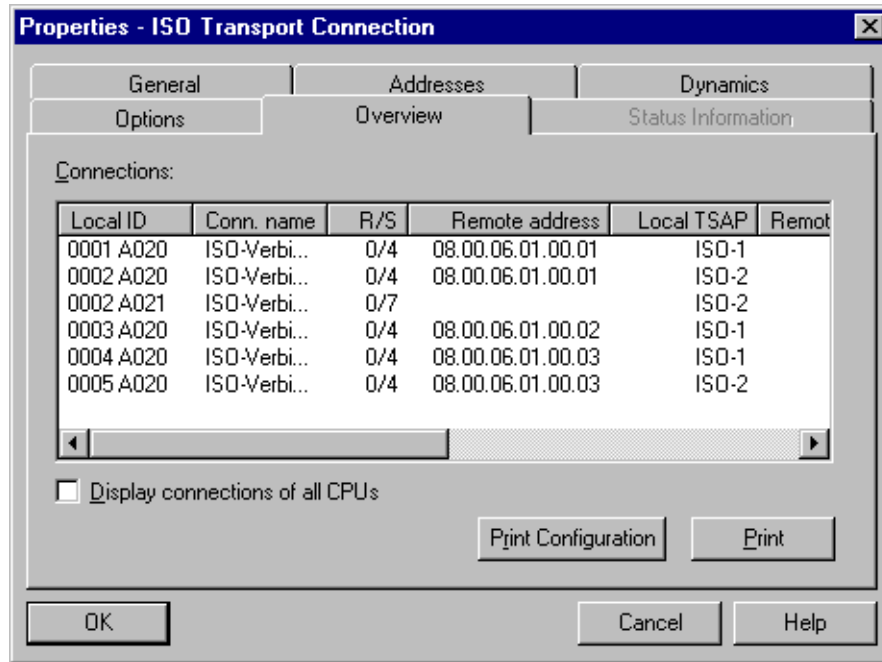 Properties - ISO Transport Connection
General Addresses Dynamics
Options Overview Status Information
Connections:
Local ID Conn. name R/S Remote address Local TSAP Remot
0001 A020 ISO-Verbi... 0/4 08.00.06.01.00.01 ISO-1
0002 A020 ISO-Verbi... 0/4 08.00.06.01.00.01 ISO-2
0002 A021 ISO-Verbi... 0/7 ISO-2
0003 A020 ISO-Verbi... 0/4 08.00.06.01.00.02 ISO-1
0004 A020 ISO-Verbi... 0/4 08.00.06.01.00.03 ISO-1
0005 A020 ISO-Verbi... 0/4 08.00.06.01.00.03 ISO-2
Display connections of all CPUs
Print Configuration Print
OK Cancel Help